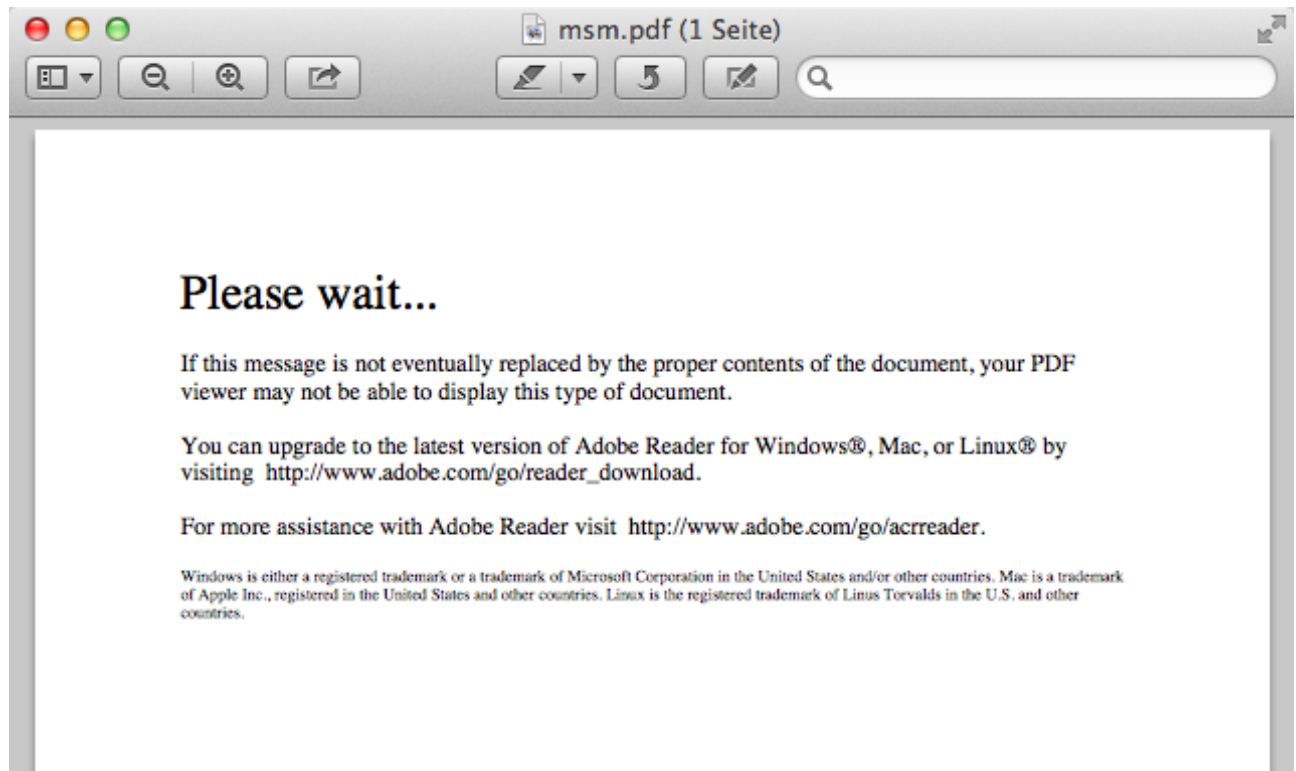 msm.pdf (1 Seite)
Please wait...
If this message is not eventually replaced by the proper contents of the document, your PDF
viewer may not be able to display this type of document.
You can upgrade to the latest version of Adobe Reader for Windows®, Mac, or Linux® by
visiting  http://www.adobe.com/go/reader_download.
For more assistance with Adobe Reader visit  http://www.adobe.com/go/acrreader.
Windows is either a registered trademark or a trademark of Microsoft Corporation in the United States and/or other countries. Mac is a trademark
of Apple Inc., registered in the United States and other countries. Linux is the registered trademark of Linus Torvalds in the U.S. and other
countries.